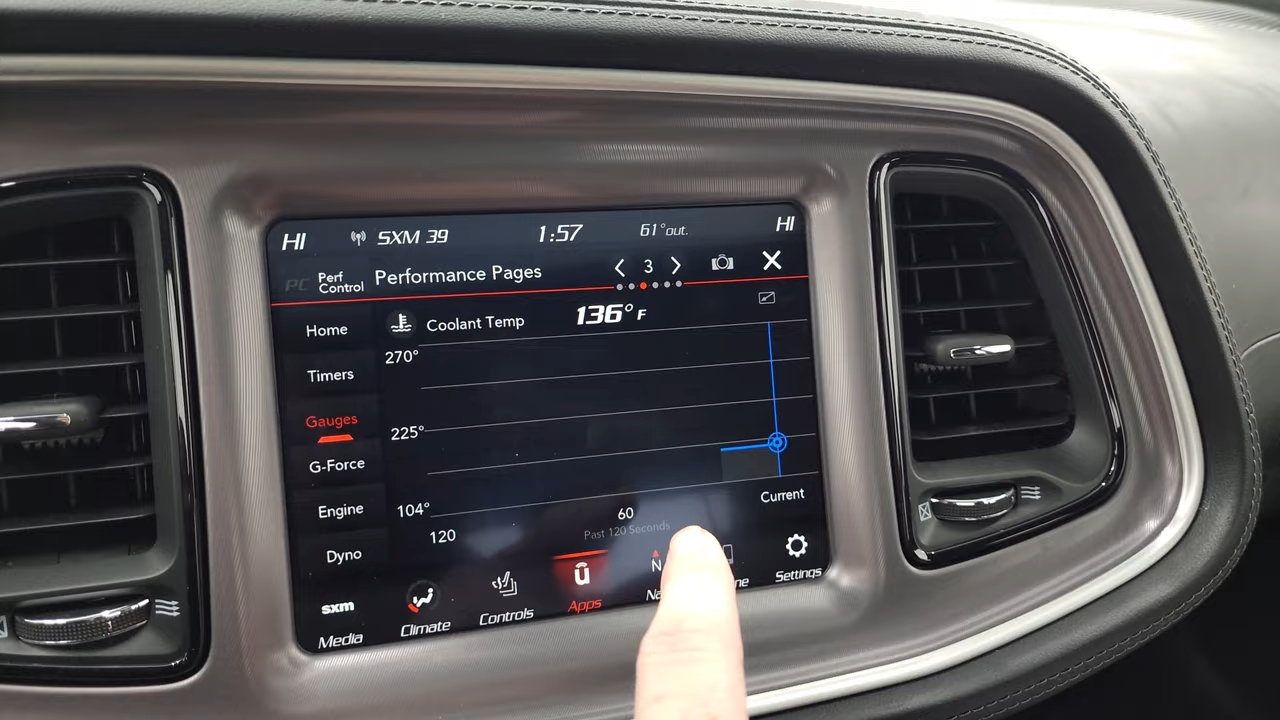 HI SXM 39 1:57 61°out. HI
PC Perf Control Performance Pages 3
Home
Coolant Temp 136° F
270°
Timers
Gauges
225°
G-Force
Engine
104°
Current
120 60
Past 120 Seconds
Dyno
sxm Media
Climate
Controls
Apps
N
Settings